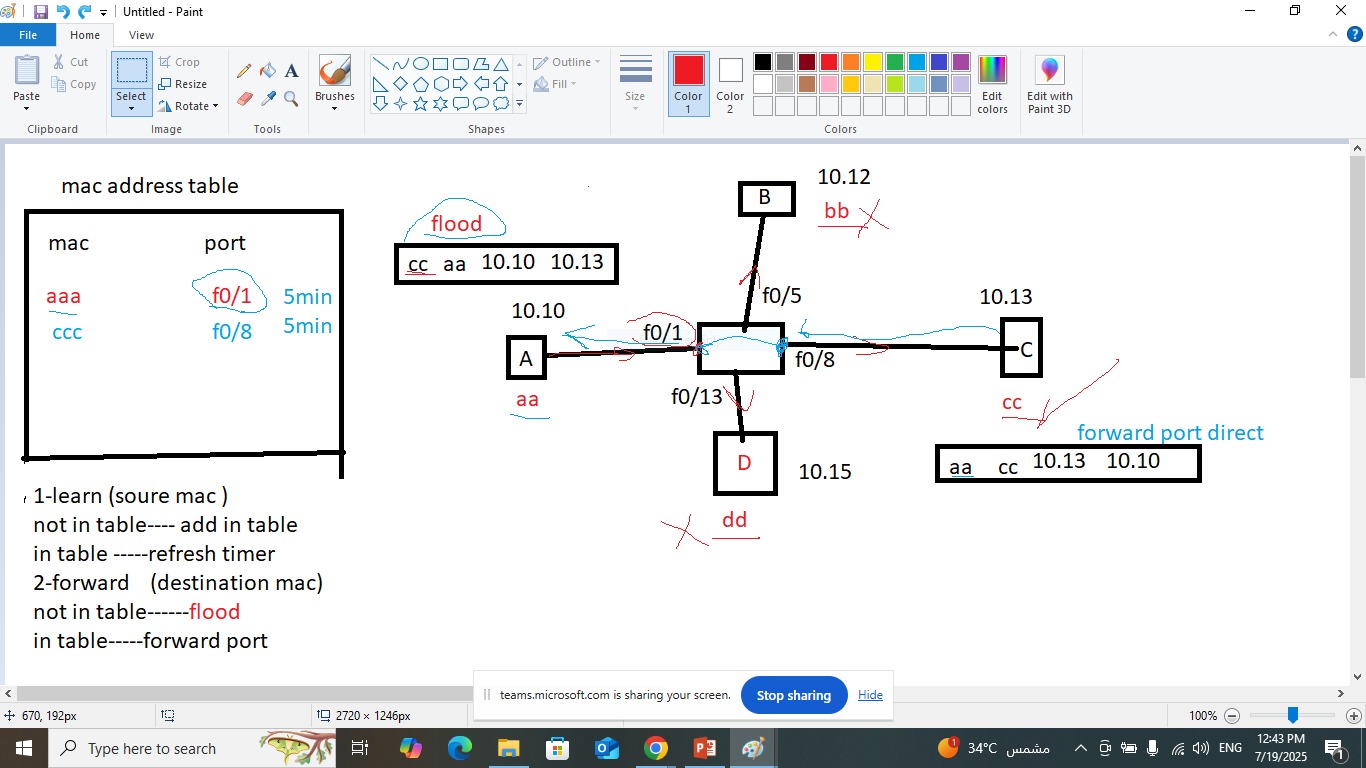 Untitled - Paint
File Home View
Paste
Cut
Copy
Clipboard
Select
Crop
Resize
Rotate
Image
A
Tools
Brushes
Outline
Fill
Shapes
Size
Color 1
Color 2
Edit colors
Colors
Edit with Paint 3D
mac address table
mac port
aaa f0/1 5min
ccc f0/8 5min
1-learn (soure mac )
not in table---- add in table
in table -----refresh timer
2-forward (destination mac)
not in table------flood
in table-----forward port
flood
cc aa 10.10 10.13
10.10
A
aa
f0/1
B
10.12
bb
f0/5
f0/8
f0/13
10.13
C
cc
D
10.15
dd
forward port direct
aa cc 10.13 10.10
teams.microsoft.com is sharing your screen.
Stop sharing
Hide
670, 192px
2720 × 1246px
100%
Type here to search
34°C مشمس
ENG
12:43 PM
7/19/2025